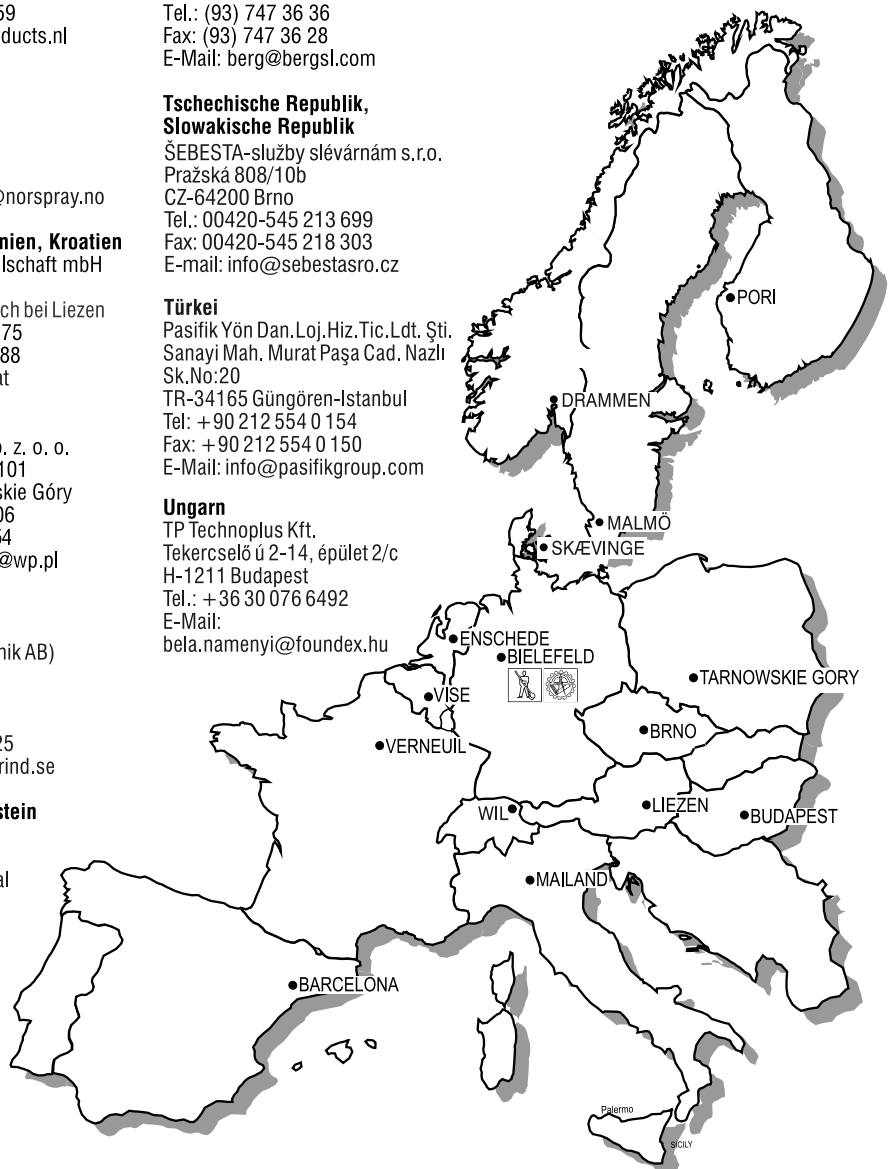 59
ducts.nl
@norspray.no
nien, Kroatien
lschaft mbH
ch bei Liezen
75
88
at
o. z. o. o.
101
skie Góry
06
54
@wp.pl
nik AB)
25
rind.se
stein
al
Tel.: (93) 747 36 36
Fax: (93) 747 36 28
E-Mail: berg@bergsl.com
Tschechische Republik,
Slowakische Republik
ŠEBESTA-služby slévárnám s.r.o.
Pražská 808/10b
CZ-64200 Brno
Tel.: 00420-545 213 699
Fax: 00420-545 218 303
E-mail: info@sebestasro.cz
Türkei
Pasifik Yön Dan.Loj.Hiz.Tic.Ldt. Şti.
Sanayi Mah. Murat Paşa Cad. Nazlı
Sk.No:20
TR-34165 Güngören-Istanbul
Tel: +90 212 554 0 154
Fax: +90 212 554 0 150
E-Mail: info@pasifikgroup.com
Ungarn
TP Technoplus Kft.
Tekercselő ú 2-14, épület 2/c
H-1211 Budapest
Tel.: +36 30 076 6492
E-Mail:
bela.namenyi@foundex.hu
PORI
DRAMMEN
MALMÖ
SKÆVINGE
ENSCHEDE
BIELEFELD
TARNOWSKIE GORY
VISE
BRNO
VERNEUIL
WIL
LIEZEN
BUDAPEST
MAILAND
BARCELONA
Palermo
SICILY